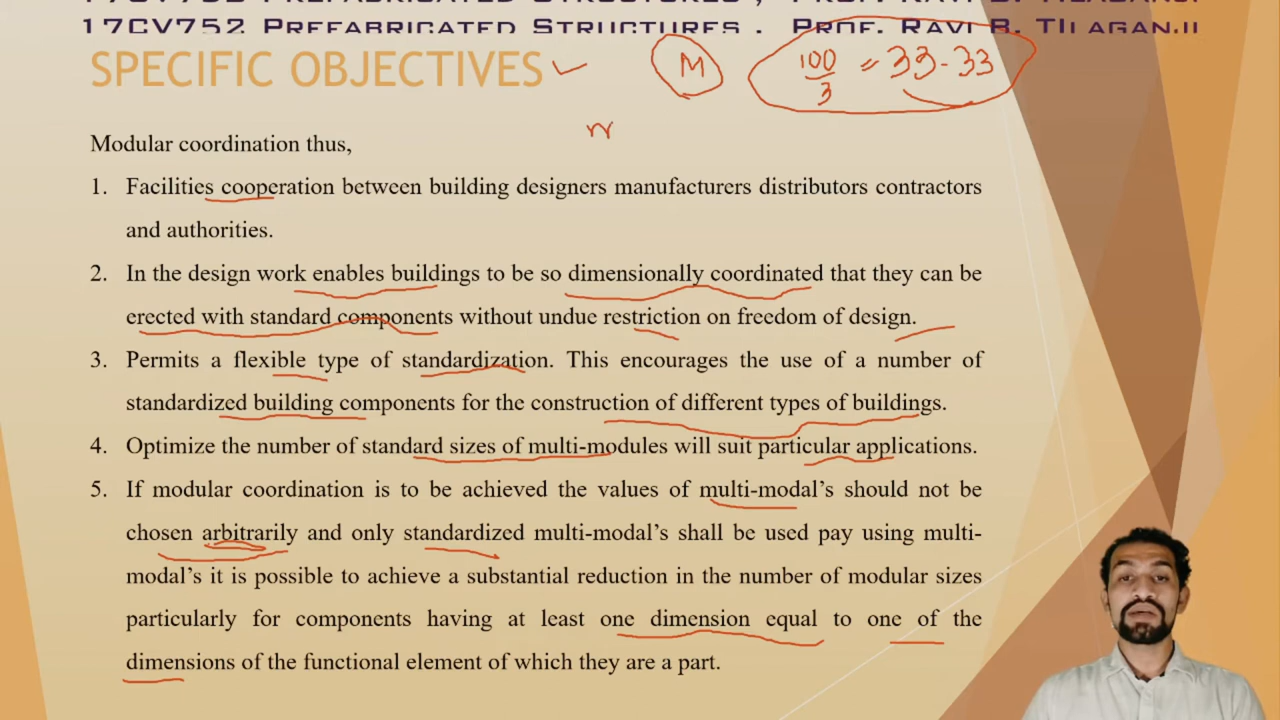 17CV752 PREFABRICATED STRUCTURES , PROF. RAVI B. TILAGANJI
17CV752 PREFABRICATED STRUCTURES , PROF. RAVI B. TILAGANJI
SPECIFIC OBJECTIVES
M
100/3 = 33-33
Modular coordination thus,
1. Facilities cooperation between building designers manufacturers distributors contractors
and authorities.
2. In the design work enables buildings to be so dimensionally coordinated that they can be
erected with standard components without undue restriction on freedom of design.
3. Permits a flexible type of standardization. This encourages the use of a number of
standardized building components for the construction of different types of buildings.
4. Optimize the number of standard sizes of multi-modules will suit particular applications.
5. If modular coordination is to be achieved the values of multi-modal’s should not be
chosen arbitrarily and only standardized multi-modal’s shall be used pay using multi-
modal’s it is possible to achieve a substantial reduction in the number of modular sizes
particularly for components having at least one dimension equal to one of the
dimensions of the functional element of which they are a part.